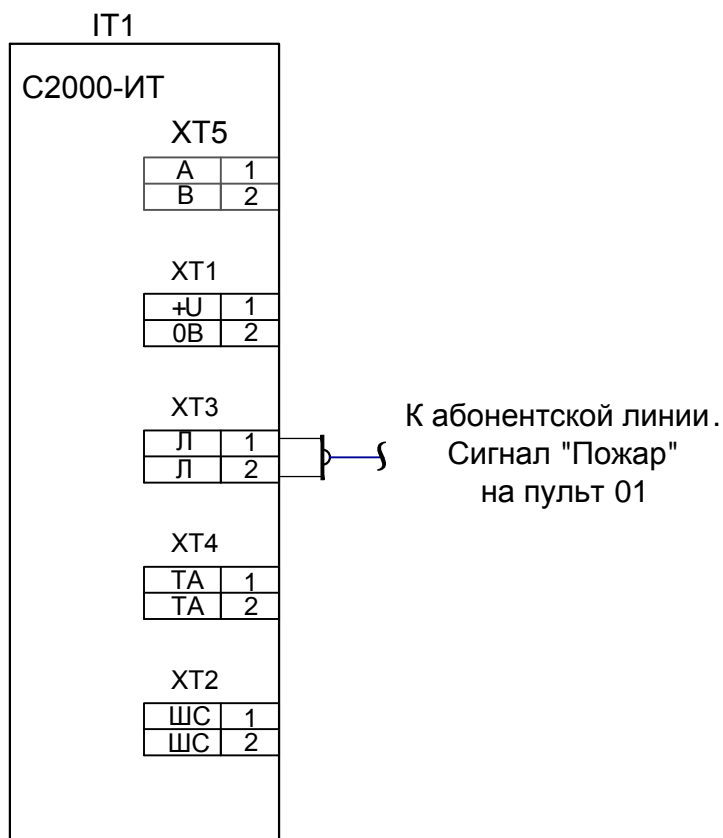 IT1
С2000-ИТ
XT5
A 1
B 2
XT1
+U 1
0В 2
XT3
Л 1
Л 2
К абонентской линии.
Сигнал "Пожар"
на пульт 01
XT4
ТА 1
ТА 2
XT2
ШС 1
ШС 2